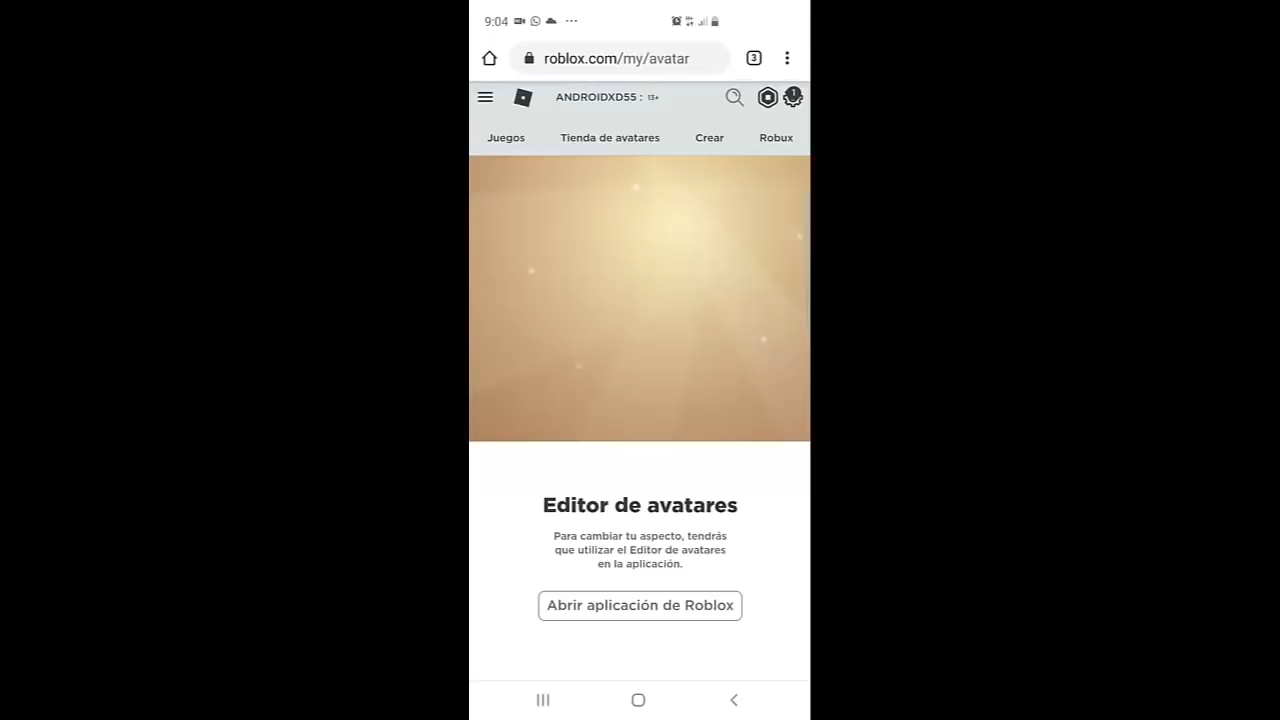 9:04
roblox.com/my/avatar
3
ANDROIDXD55 : 13+
1
Juegos Tienda de avatares Crear Robux
Editor de avatares
Para cambiar tu aspecto, tendrás
que utilizar el Editor de avatares
en la aplicación.
Abrir aplicación de Roblox